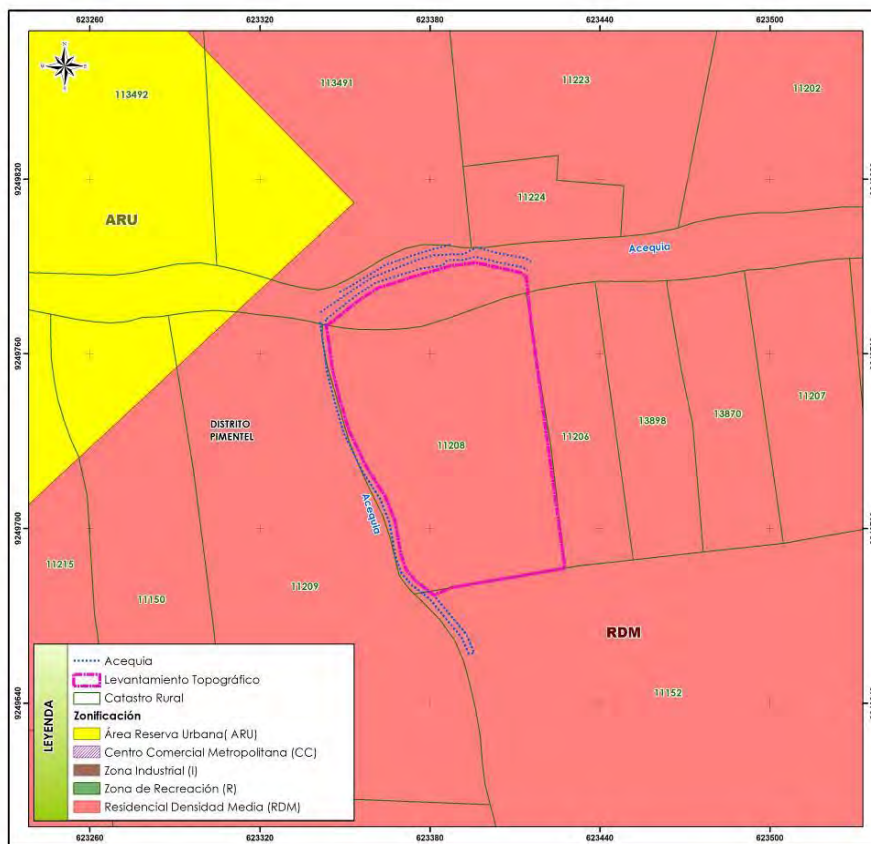 623260 623320 623380 623440 623500
N
113492
113491
11223
11202
9249820
11224
ARU
Acequia
9249760
11207
13870
13898
11206
DISTRITO
PIMENTEL
11208
Acequia
9249700
11215
11150
11209
RDM
11152
9249640
LEYENDA
Acequia
Levantamiento Topográfico
Catastro Rural
Zonificación
Área Reserva Urbana( ARU)
Centro Comercial Metropolitana (CC)
Zona Industrial (I)
Zona de Recreación (R)
Residencial Densidad Media (RDM)
623260 623320 623380 623440 623500